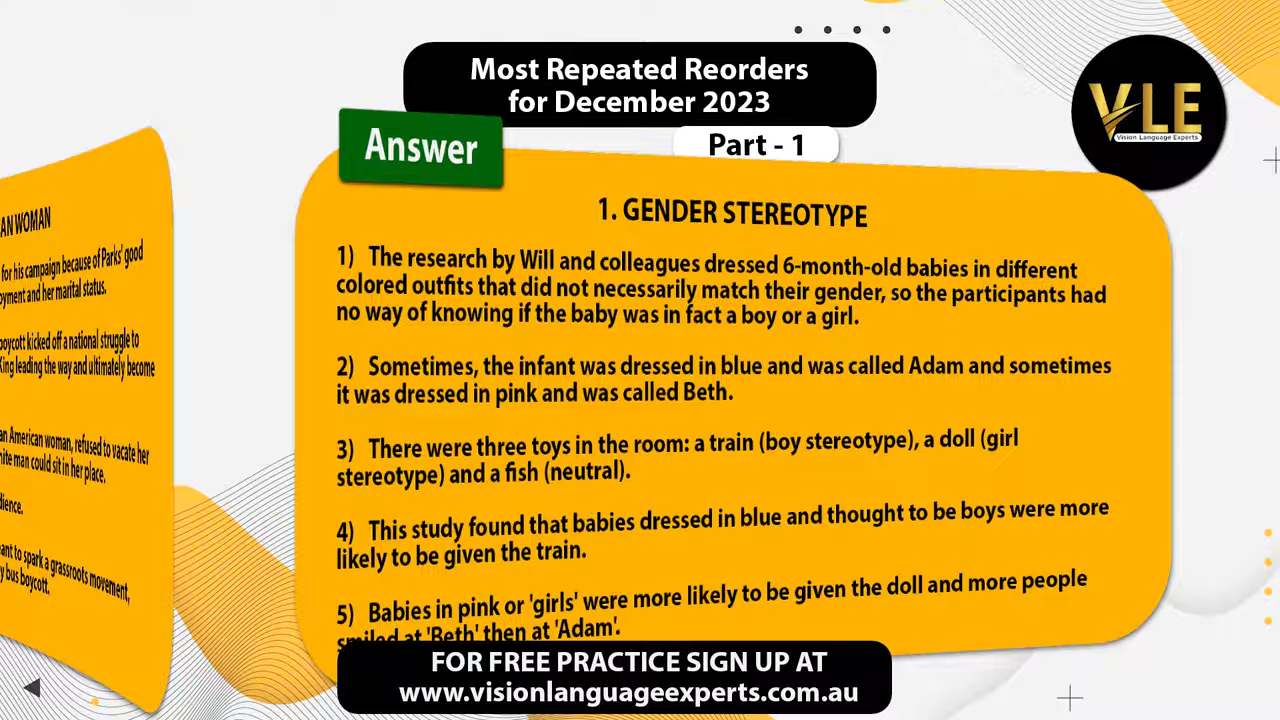 Most Repeated Reorders
for December 2023
VLE
Vision Language Experts
Answer
Part - 1
AN WOMAN
for his campaign because of Parks' good
oyment and her marital status.
boycott kicked off a national struggle to
King leading the way and ultimately become
an American woman, refused to vacate her
hite man could sit in her place.
dience.
eant to spark a grassroots movement,
y bus boycott.
1. GENDER STEREOTYPE
1) The research by Will and colleagues dressed 6-month-old babies in different
colored outfits that did not necessarily match their gender, so the participants had
no way of knowing if the baby was in fact a boy or a girl.
2) Sometimes, the infant was dressed in blue and was called Adam and sometimes
it was dressed in pink and was called Beth.
3) There were three toys in the room: a train (boy stereotype), a doll (girl
stereotype) and a fish (neutral).
4) This study found that babies dressed in blue and thought to be boys were more
likely to be given the train.
5) Babies in pink or 'girls' were more likely to be given the doll and more people
smiled at 'Beth' then at 'Adam'.
FOR FREE PRACTICE SIGN UP AT
www.visionlanguageexperts.com.au